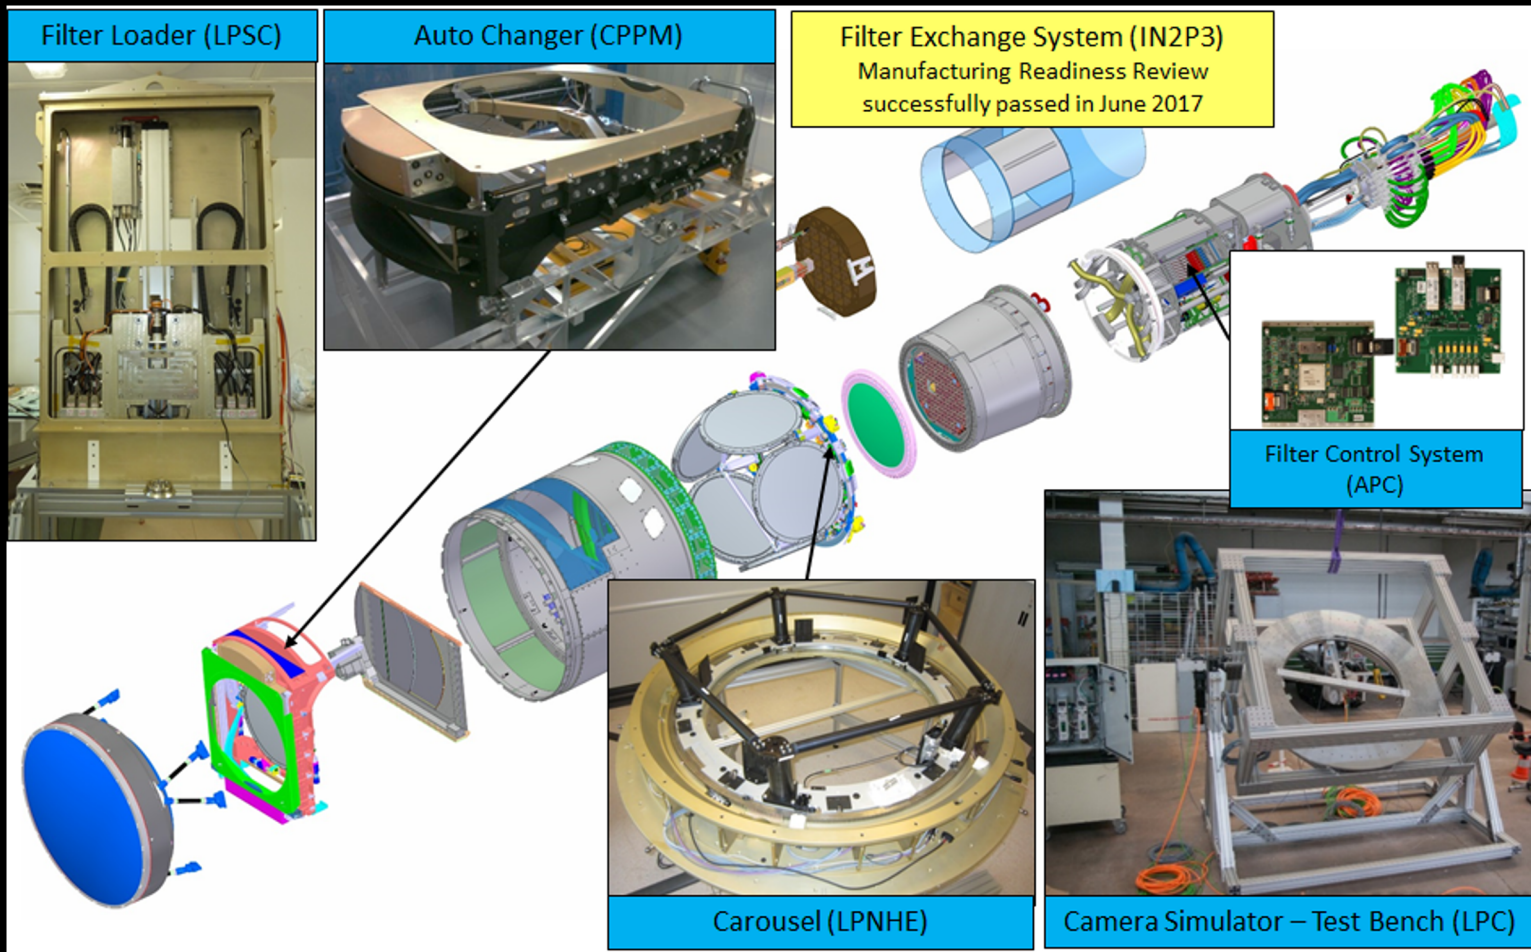 Filter Loader (LPSC)
Auto Changer (CPPM)
Filter Exchange System (IN2P3)
Manufacturing Readiness Review
successfully passed in June 2017
Filter Control System
(APC)
Carousel (LPNHE)
Camera Simulator – Test Bench (LPC)